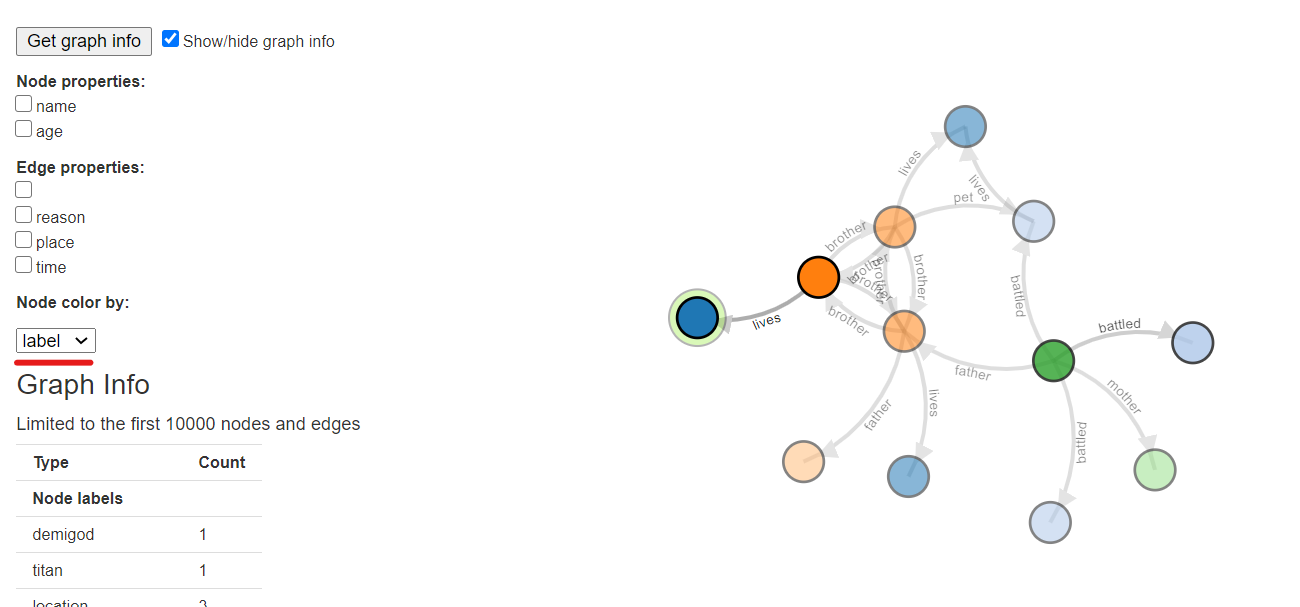 Get graph info
Show/hide graph info
Node properties:
name
age
Edge properties:
reason
place
time
Node color by:
label
Graph Info
Limited to the first 10000 nodes and edges
Type Count
Node labels
demigod 1
titan 1
location 3
lives
lives
pet
brother
brother
brother
brother
brother
brother
lives
battled
battled
father
father
lives
mother
battled